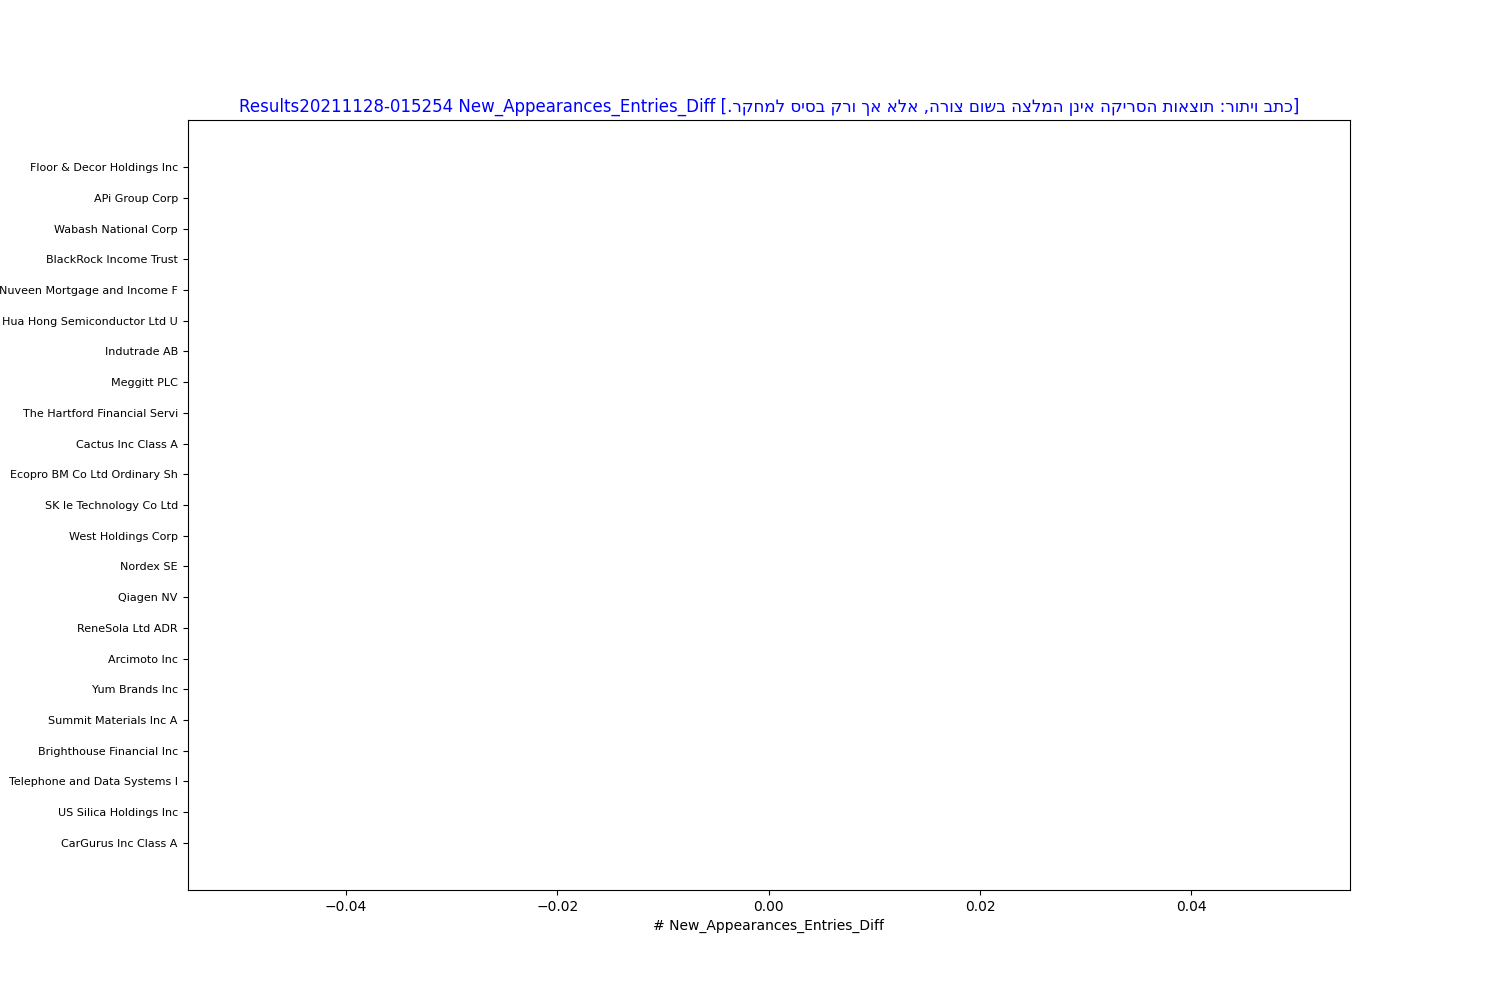 Results20211128-015254 New_Appearances_Entries_Diff [כתב ויתור: תוצאות הסריקה אינן המלצה בשום צורה, אלא אך ורק בסיס למחקר.]
Floor & Decor Holdings Inc
APi Group Corp
Wabash National Corp
BlackRock Income Trust
Nuveen Mortgage and Income F
Hua Hong Semiconductor Ltd U
Indutrade AB
Meggitt PLC
The Hartford Financial Servi
Cactus Inc Class A
Ecopro BM Co Ltd Ordinary Sh
SK Ie Technology Co Ltd
West Holdings Corp
Nordex SE
Qiagen NV
ReneSola Ltd ADR
Arcimoto Inc
Yum Brands Inc
Summit Materials Inc A
Brighthouse Financial Inc
Telephone and Data Systems I
US Silica Holdings Inc
CarGurus Inc Class A
−0.04 −0.02 0.00 0.02 0.04
# New_Appearances_Entries_Diff